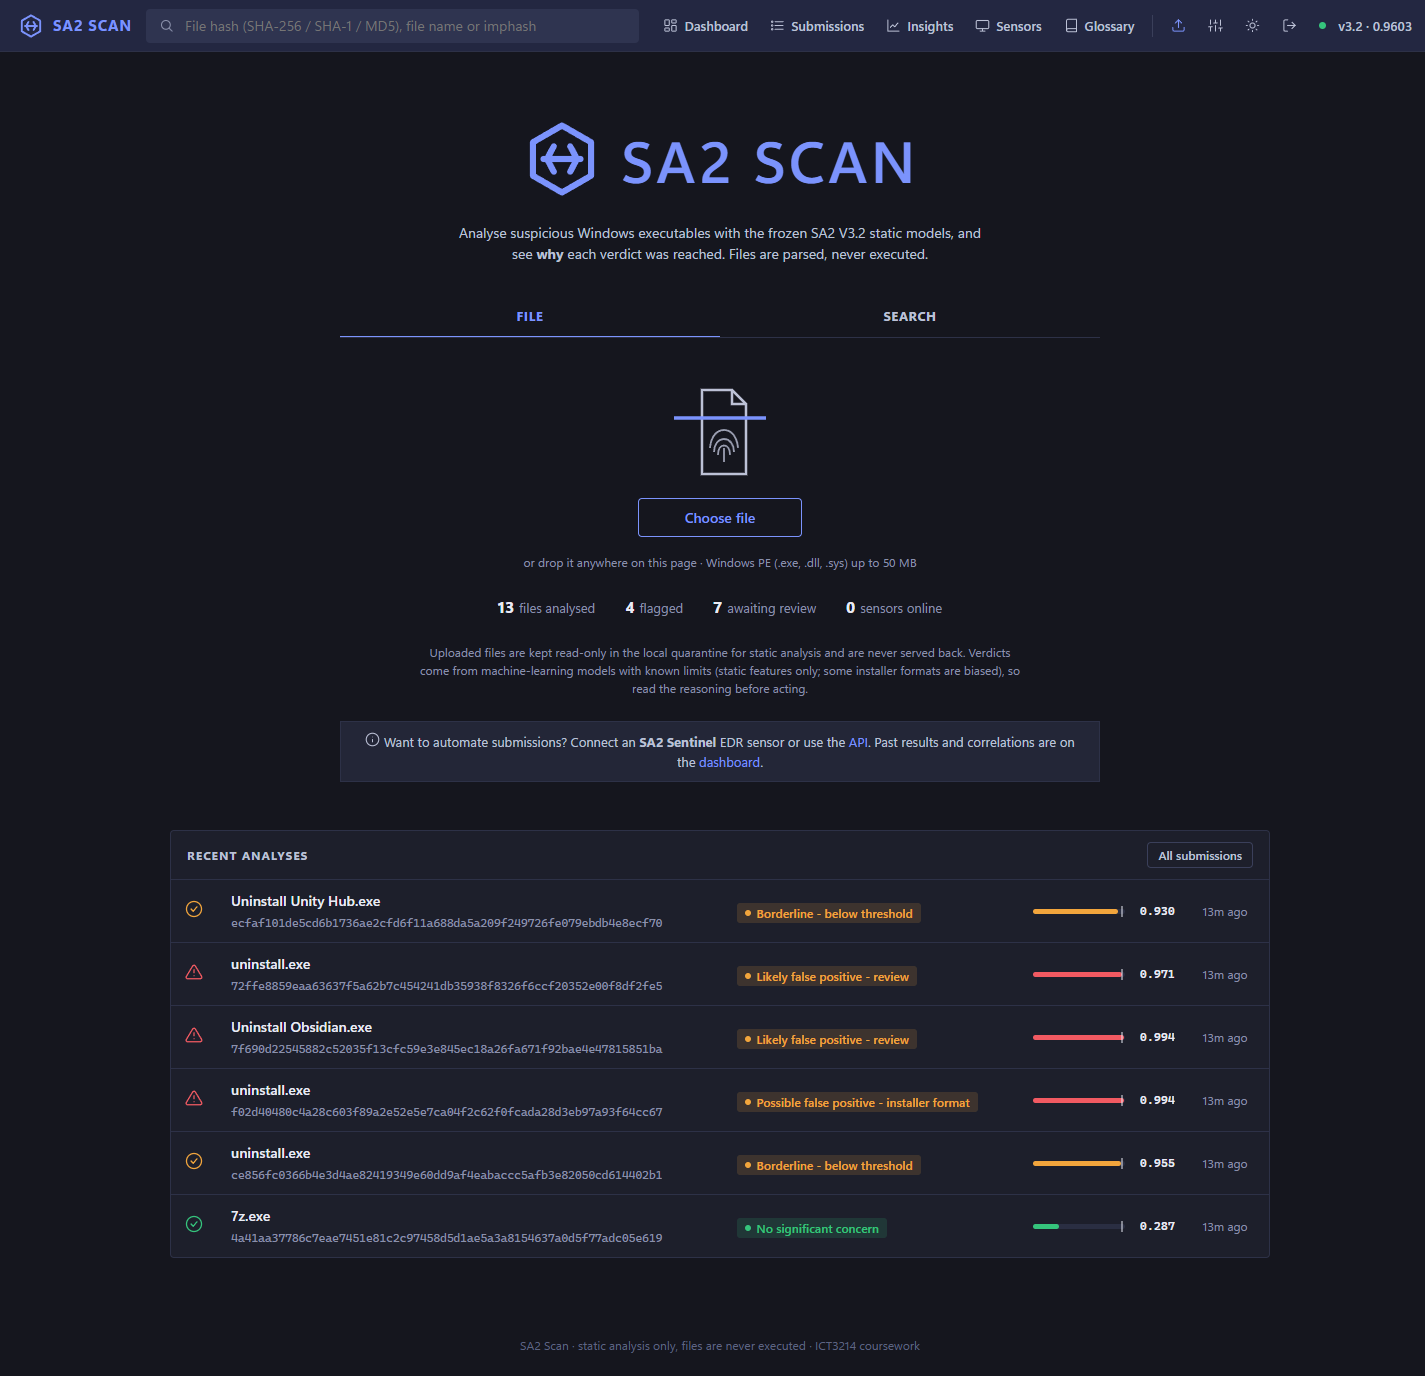 SA2 SCAN
File hash (SHA-256 / SHA-1 / MD5), file name or imphash
Dashboard
Submissions
Insights
Sensors
Glossary
v3.2 · 0.9603
SA2 SCAN
Analyse suspicious Windows executables with the frozen SA2 V3.2 static models, and
see why each verdict was reached. Files are parsed, never executed.
FILE
SEARCH
Choose file
or drop it anywhere on this page · Windows PE (.exe, .dll, .sys) up to 50 MB
13 files analysed
4 flagged
7 awaiting review
0 sensors online
Uploaded files are kept read-only in the local quarantine for static analysis and are never served back. Verdicts
come from machine-learning models with known limits (static features only; some installer formats are biased), so
read the reasoning before acting.
Want to automate submissions? Connect an SA2 Sentinel EDR sensor or use the API. Past results and correlations are on
the dashboard.
RECENT ANALYSES
All submissions
Uninstall Unity Hub.exe
ecfaf101de5cd6b1736ae2cfd6f11a688da5a209f249726fe079ebdb4e8ecf70
Borderline - below threshold
0.930
13m ago
uninstall.exe
72ffe8859eaa63637f5a62b7c454241db35938f8326f6ccf20352e00f8df2fe5
Likely false positive - review
0.971
13m ago
Uninstall Obsidian.exe
7f690d22545882c52035f13cfc59e3e845ec18a26fa671f92bae4e47815851ba
Likely false positive - review
0.994
13m ago
uninstall.exe
f02d40480c4a28c603f89a2e52e5e7ca04f2c62f0fcada28d3eb97a93f64cc67
Possible false positive - installer format
0.994
13m ago
uninstall.exe
ce856fc0366b4e3d4ae82419349e60dd9af4eabaccc5afb3e82050cd614402b1
Borderline - below threshold
0.955
13m ago
7z.exe
4a41aa37786c7eae7451e81c2c97458d5d1ae5a3a8154637a0d5f77adc05e619
No significant concern
0.287
13m ago
SA2 Scan · static analysis only, files are never executed · ICT3214 coursework